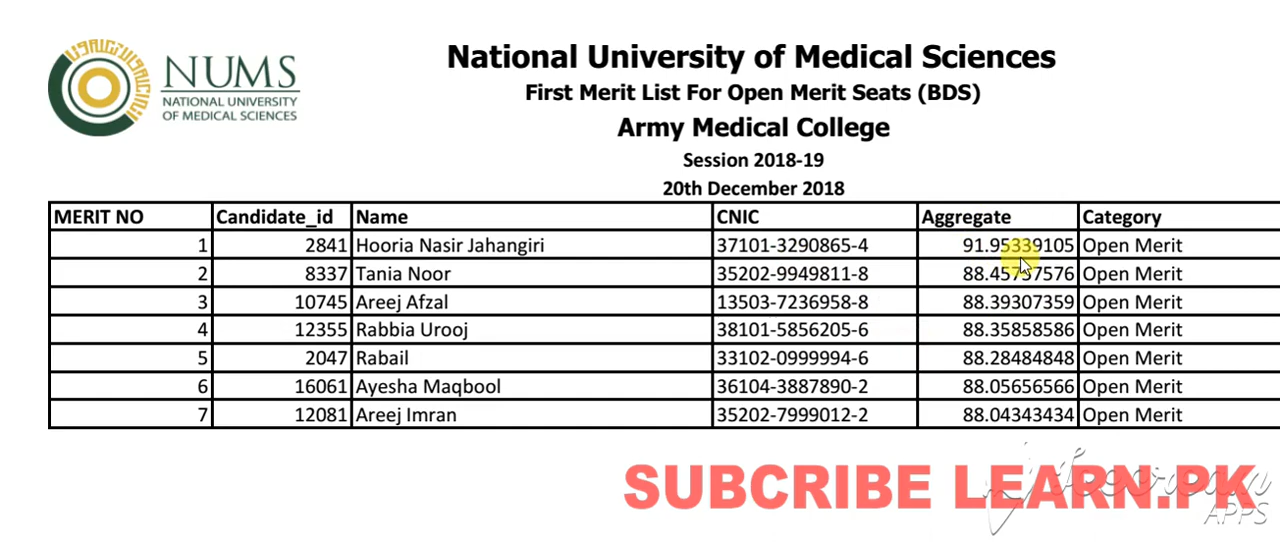 NUMS
NATIONAL UNIVERSITY
OF MEDICAL SCIENCES
National University of Medical Sciences
First Merit List For Open Merit Seats (BDS)
Army Medical College
Session 2018-19
20th December 2018
MERIT NO Candidate_id Name CNIC Aggregate Category
1 2841 Hooria Nasir Jahangiri 37101-3290865-4 91.95339105 Open Merit
2 8337 Tania Noor 35202-9949811-8 88.45737576 Open Merit
3 10745 Areej Afzal 13503-7236958-8 88.39307359 Open Merit
4 12355 Rabbia Urooj 38101-5856205-6 88.35858586 Open Merit
5 2047 Rabail 33102-0999994-6 88.28484848 Open Merit
6 16061 Ayesha Maqbool 36104-3887890-2 88.05656566 Open Merit
7 12081 Areej Imran 35202-7999012-2 88.04343434 Open Merit
SUBCRIBE LEARN.PK
APPS